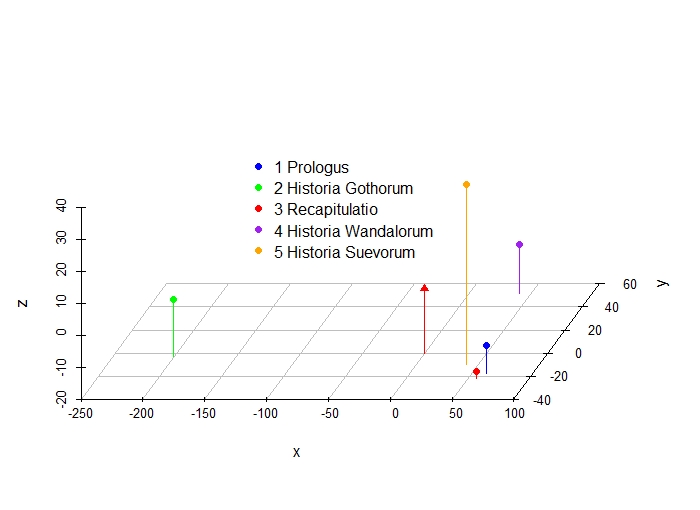 1 Prologus
2 Historia Gothorum
3 Recapitulatio
4 Historia Wandalorum
5 Historia Suevorum
40
30
20
10
0
-10
-20
z
-250 -200 -150 -100 -50 0 50 100
x
60
40
20
0
-20
-40
y